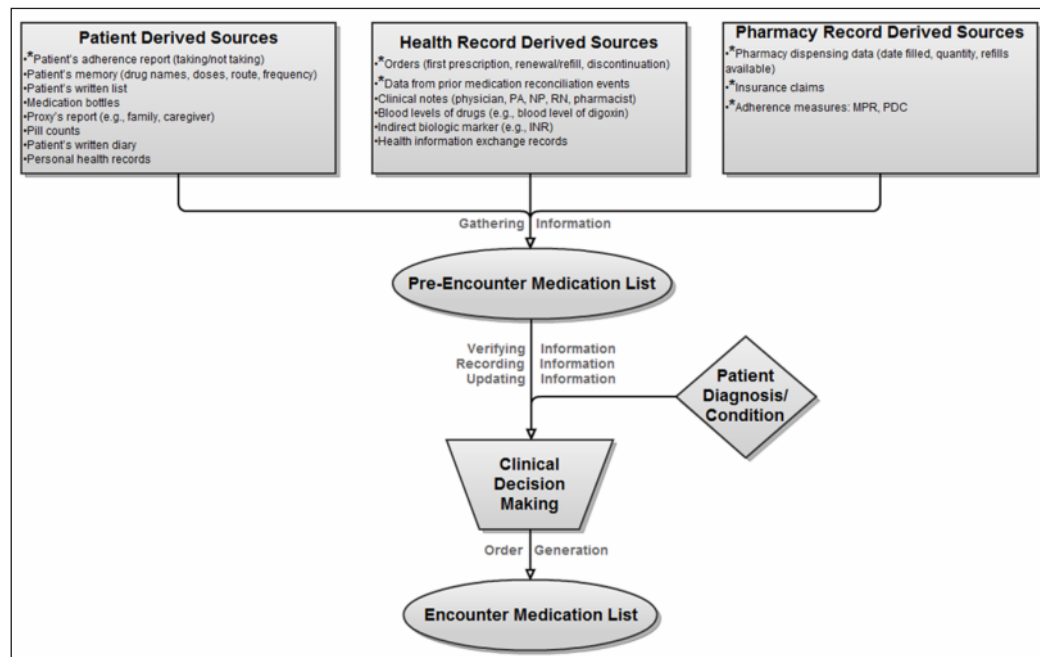 Patient Derived Sources
•*Patient's adherence report (taking/not taking)
•Patient's memory (drug names, doses, route, frequency)
•Patient's written list
•Medication bottles
•Proxy's report (e.g., family, caregiver)
•Pill counts
•Patient's written diary
•Personal health records
Health Record Derived Sources
•*Orders (first prescription, renewal/refill, discontinuation)
•*Data from prior medication reconciliation events
•Clinical notes (physician, PA, NP, RN, pharmacist)
•Blood levels of drugs (e.g., blood level of digoxin)
•Indirect biologic marker (e.g., INR)
•Health information exchange records
Pharmacy Record Derived Sources
•*Pharmacy dispensing data (date filled, quantity, refills
available)
•*Insurance claims
•*Adherence measures: MPR, PDC
Gathering Information
Pre-Encounter Medication List
Verifying Information
Recording Information
Updating Information
Patient
Diagnosis/
Condition
Clinical
Decision
Making
Order Generation
Encounter Medication List